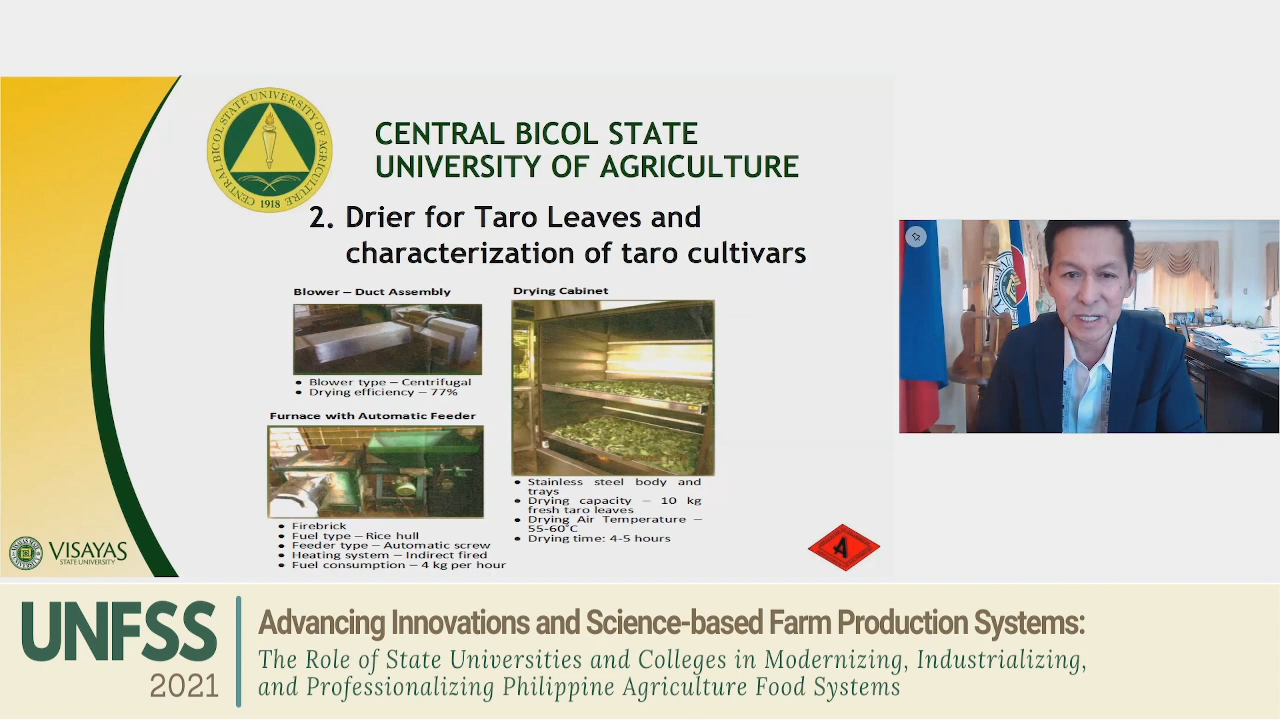 CENTRAL BICOL STATE UNIVERSITY OF AGRICULTURE
1918
CENTRAL BICOL STATE
UNIVERSITY OF AGRICULTURE
2. Drier for Taro Leaves and
characterization of taro cultivars
Blower – Duct Assembly
• Blower type – Centrifugal
• Drying efficiency – 77%
Furnace with Automatic Feeder
• Firebrick
• Fuel type – Rice hull
• Feeder type – Automatic screw
• Heating system – Indirect fired
• Fuel consumption – 4 kg per hour
Drying Cabinet
• Stainless steel body and
trays
• Drying capacity – 10 kg
fresh taro leaves
• Drying Air Temperature –
55-60°C
• Drying time: 4-5 hours
VISAYAS
STATE UNIVERSITY
A
UNFSS
2021
Advancing Innovations and Science-based Farm Production Systems:
The Role of State Universities and Colleges in Modernizing, Industrializing,
and Professionalizing Philippine Agriculture Food Systems